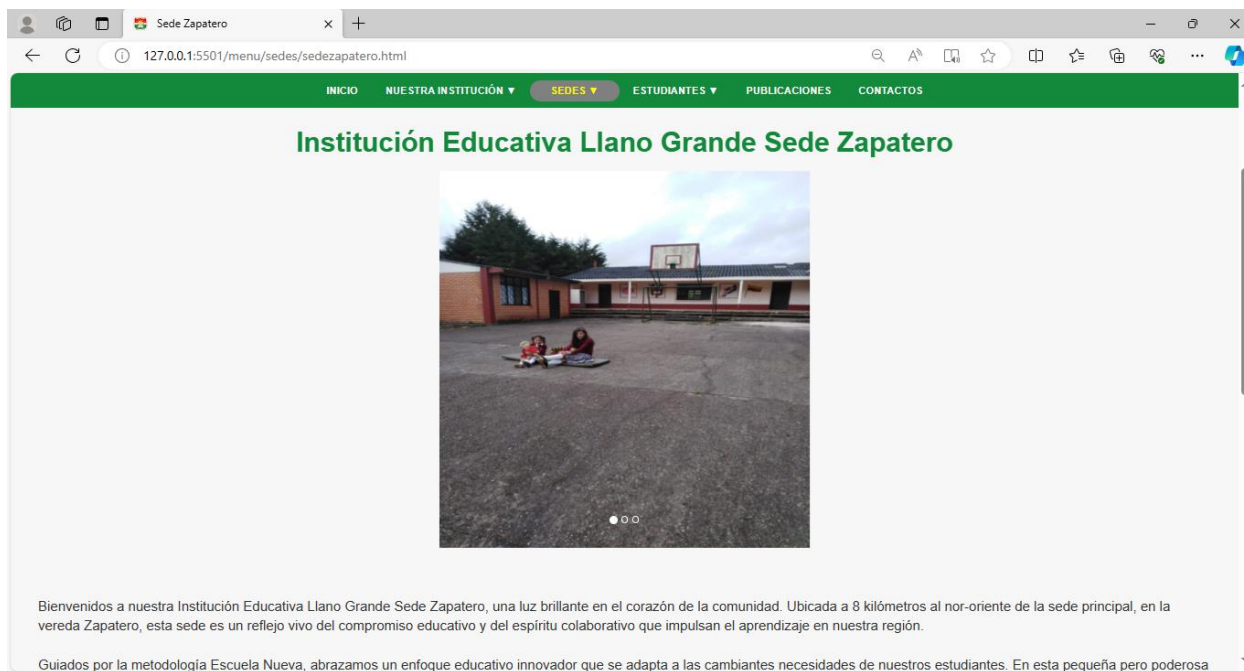 Sede Zapatero
127.0.0.1:5501/menu/sedes/sedezapatero.html
INICIO NUESTRA INSTITUCIÓN ▼ SEDES ▼ ESTUDIANTES ▼ PUBLICACIONES CONTACTOS
Institución Educativa Llano Grande Sede Zapatero
Bienvenidos a nuestra Institución Educativa Llano Grande Sede Zapatero, una luz brillante en el corazón de la comunidad. Ubicada a 8 kilómetros al nor-oriente de la sede principal, en la
vereda Zapatero, esta sede es un reflejo vivo del compromiso educativo y del espíritu colaborativo que impulsan el aprendizaje en nuestra región.
Guiados por la metodología Escuela Nueva, abrazamos un enfoque educativo innovador que se adapta a las cambiantes necesidades de nuestros estudiantes. En esta pequeña pero poderosa